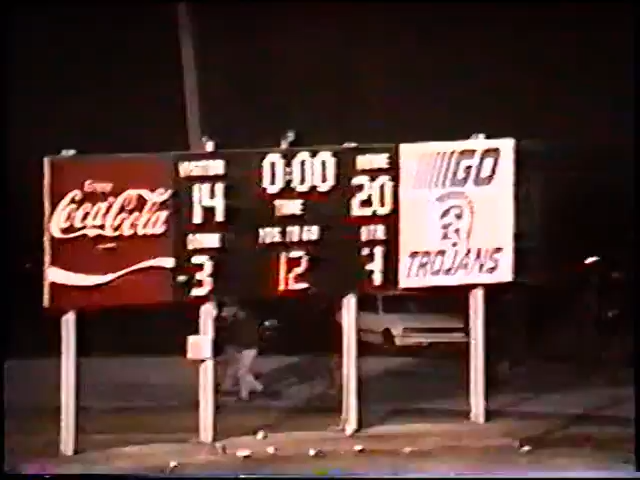 Enjoy
Coca-Cola
VISITOR
14
DOWN
3
0:00
TIME
YDS. TO GO
12
HOME
20
QTR
4
GO
TROJANS